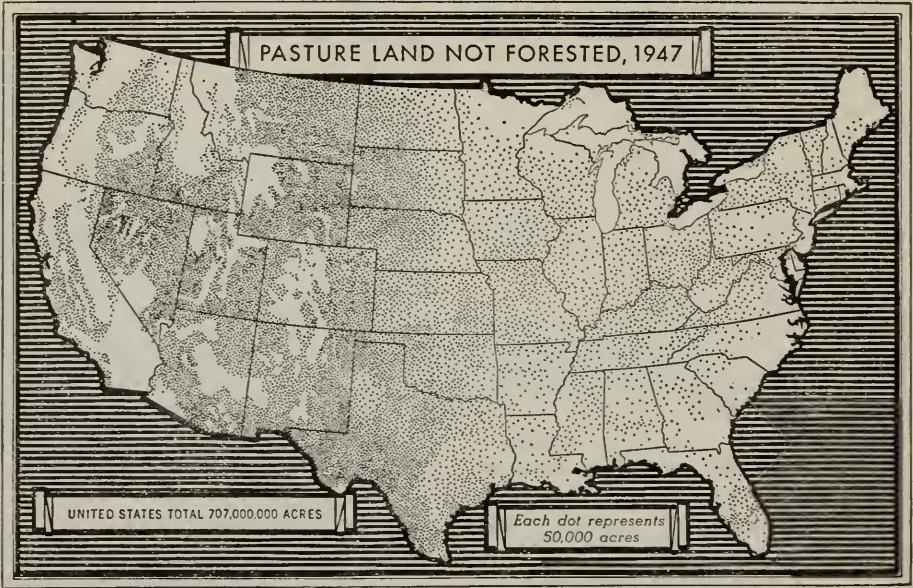 PASTURE LAND NOT FORESTED, 1947
UNITED STATES TOTAL 707,000,000 ACRES
Each dot represents
50,000 acres